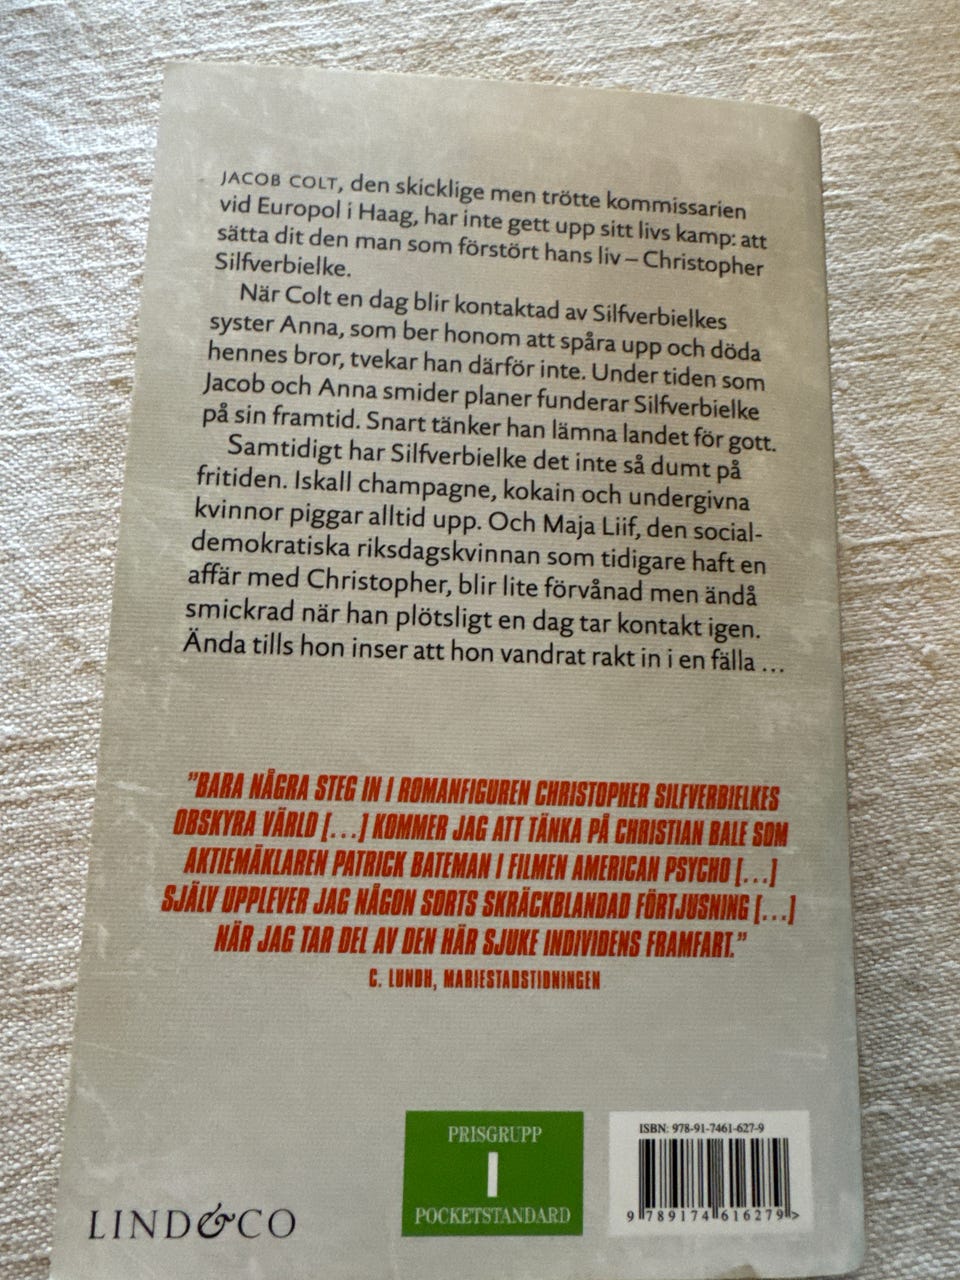 JACOB COLT, den skicklige men trötte kommissarien
vid Europol i Haag, har inte gett upp sitt livs kamp: att
sätta dit den man som förstört hans liv – Christopher
Silfverbielke.
När Colt en dag blir kontaktad av Silfverbielkes
syster Anna, som ber honom att spåra upp och döda
hennes bror, tvekar han därför inte. Under tiden som
Jacob och Anna smider planer funderar Silfverbielke
på sin framtid. Snart tänker han lämna landet för gott.
Samtidigt har Silfverbielke det inte så dumt på
fritiden. Iskall champagne, kokain och undergivna
kvinnor piggar alltid upp. Och Maja Liif, den social-
demokratiska riksdagskvinnan som tidigare haft en
affär med Christopher, blir lite förvånad men ändå
smickrad när han plötsligt en dag tar kontakt igen.
Ända tills hon inser att hon vandrat rakt in i en fälla ...
”BARA NÅGRA STEG IN I ROMANFIGUREN CHRISTOPHER SILFVERBIELKES
OBSKYRA VÄRLD [...] KOMMER JAG ATT TÄNKA PÅ CHRISTIAN BALE SOM
AKTIEMÄKLAREN PATRICK BATEMAN I FILMEN AMERICAN PSYCHO [...]
SJÄLV UPPLEVER JAG NÅGON SORTS SKRÄCKBLANDAD FÖRTJUSNING [...]
NÄR JAG TAR DEL AV DEN HÄR SJUKE INDIVIDENS FRAMFART.”
C. LUNDH, MARIESTADSTIDNINGEN
PRISGRUPP
1
POCKETSTANDARD
ISBN: 978-91-7461-627-9
9 789174 616279 >
LIND&CO